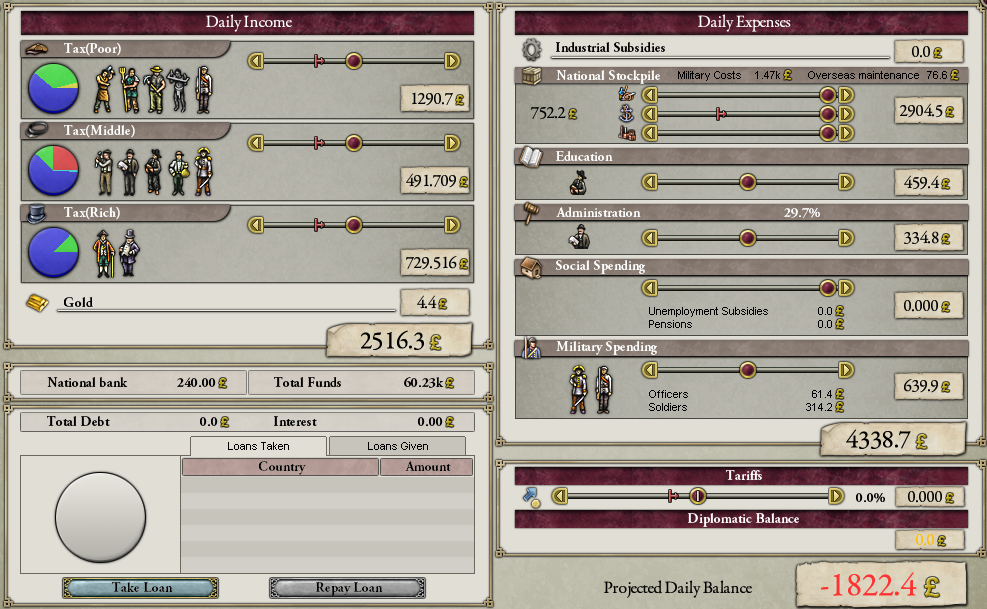 Daily Income
Tax(Poor)
1290.7 £
Tax(Middle)
491.709 £
Tax(Rich)
729.516 £
Gold
4.4 £
2516.3 £
National bank 240.00 £ Total Funds 60.23k £
Total Debt 0.0 £ Interest 0.00 £
Loans Taken Loans Given
Country Amount
Take Loan Repay Loan
Daily Expenses
Industrial Subsidies 0.0 £
National Stockpile Military Costs 1.47k £ Overseas maintenance 76.6 £
752.2 £ 2904.5 £
Education
459.4 £
Administration 29.7%
334.8 £
Social Spending
0,000 £
Unemployment Subsidies 0.0 £
Pensions 0.0 £
Military Spending
639.9 £
Officers 61.4 £
Soldiers 314.2 £
4338.7 £
Tariffs
0.0% 0,000 £
Diplomatic Balance
0.0 £
Projected Daily Balance -1822.4 £